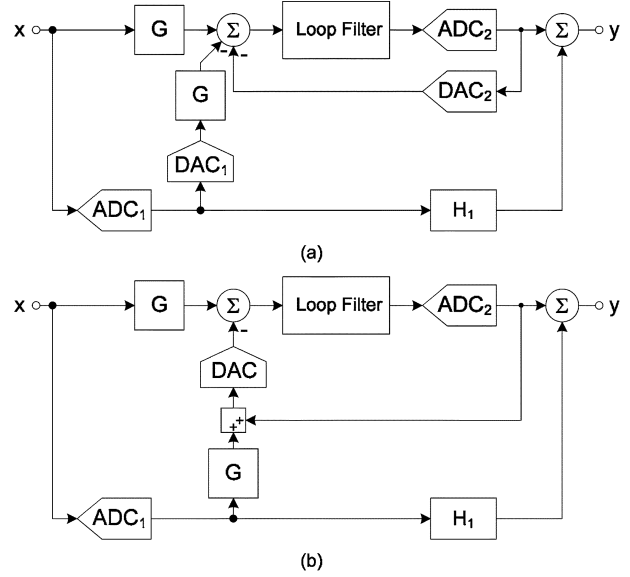 x G Σ Loop Filter ADC₂ Σ y
- -
G DAC₂
DAC₁
ADC₁ H₁
(a)
x G Σ Loop Filter ADC₂ Σ y
-
DAC
+
+
G
ADC₁ H₁
(b)